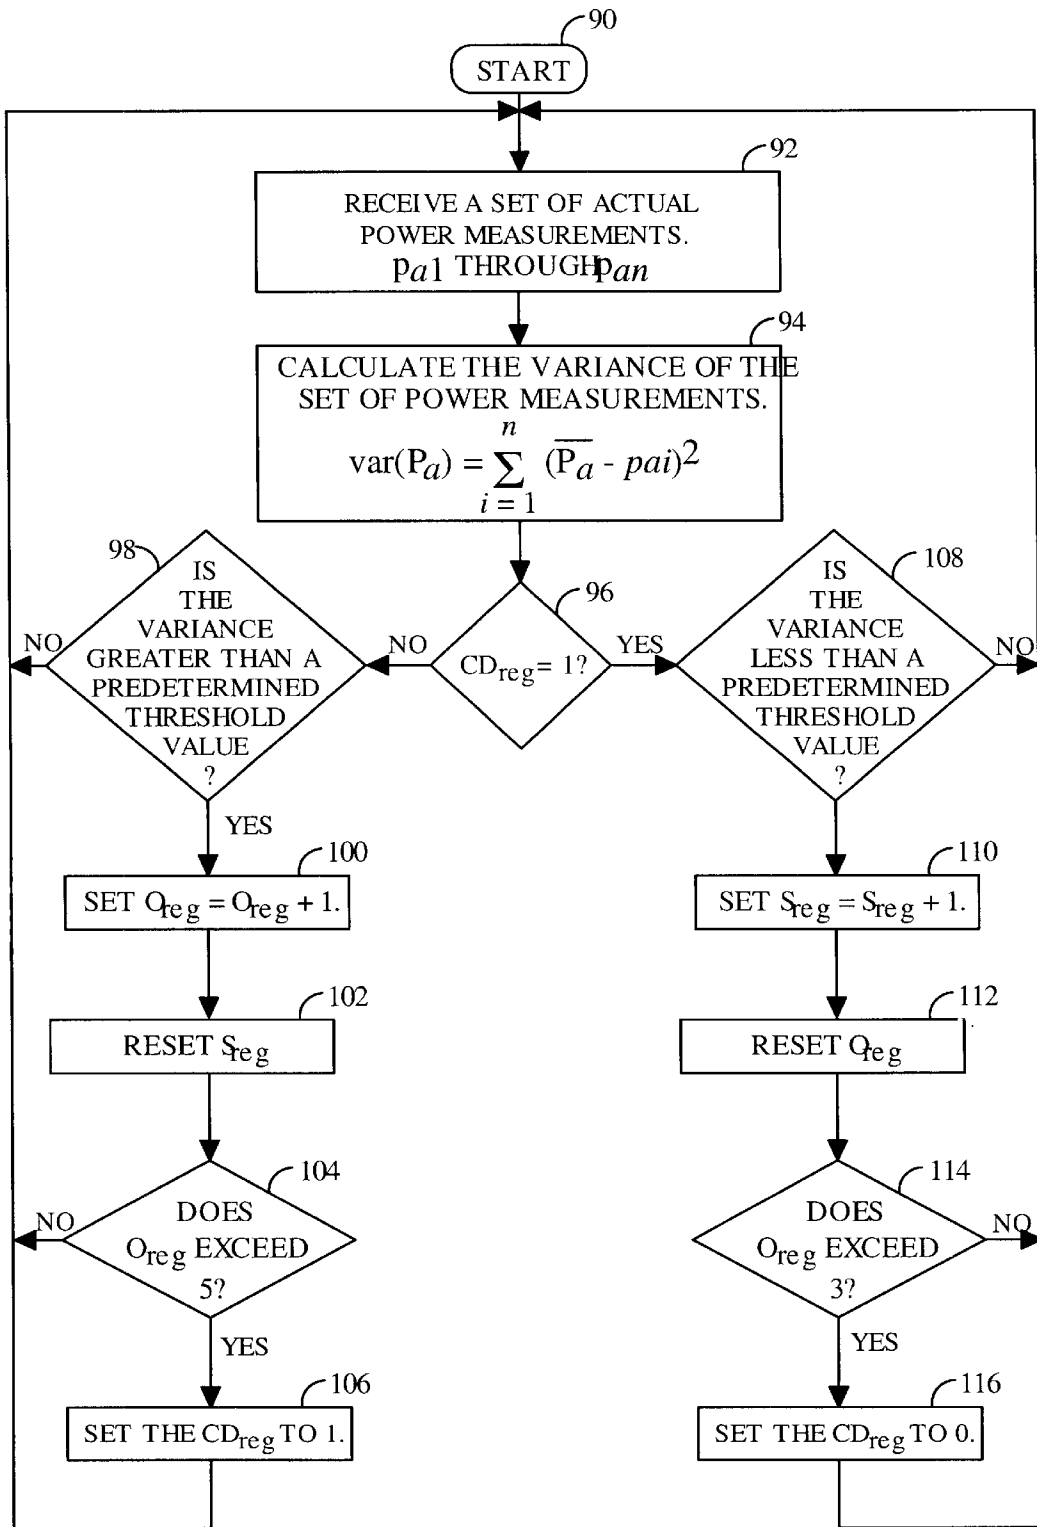 90
START
92
RECEIVE A SET OF ACTUAL
POWER MEASUREMENTS.
pa1 THROUGH pan
94
CALCULATE THE VARIANCE OF THE
SET OF POWER MEASUREMENTS.
var(Pa) = n ∑ i = 1 (P̅a̅ - pai)2
98
IS
THE
VARIANCE
GREATER THAN A
PREDETERMINED
THRESHOLD
VALUE
?
NO
YES
96
CDreg = 1?
NO
YES
108
IS
THE
VARIANCE
LESS THAN A
PREDETERMINED
THRESHOLD
VALUE
?
NO
YES
100
SET Oreg = Oreg + 1.
102
RESET Sreg
104
DOES
Oreg EXCEED
5?
NO
YES
106
SET THE CDreg TO 1.
110
SET Sreg = Sreg + 1.
112
RESET Oreg
114
DOES
Oreg EXCEED
3?
NO
YES
116
SET THE CDreg TO 0.